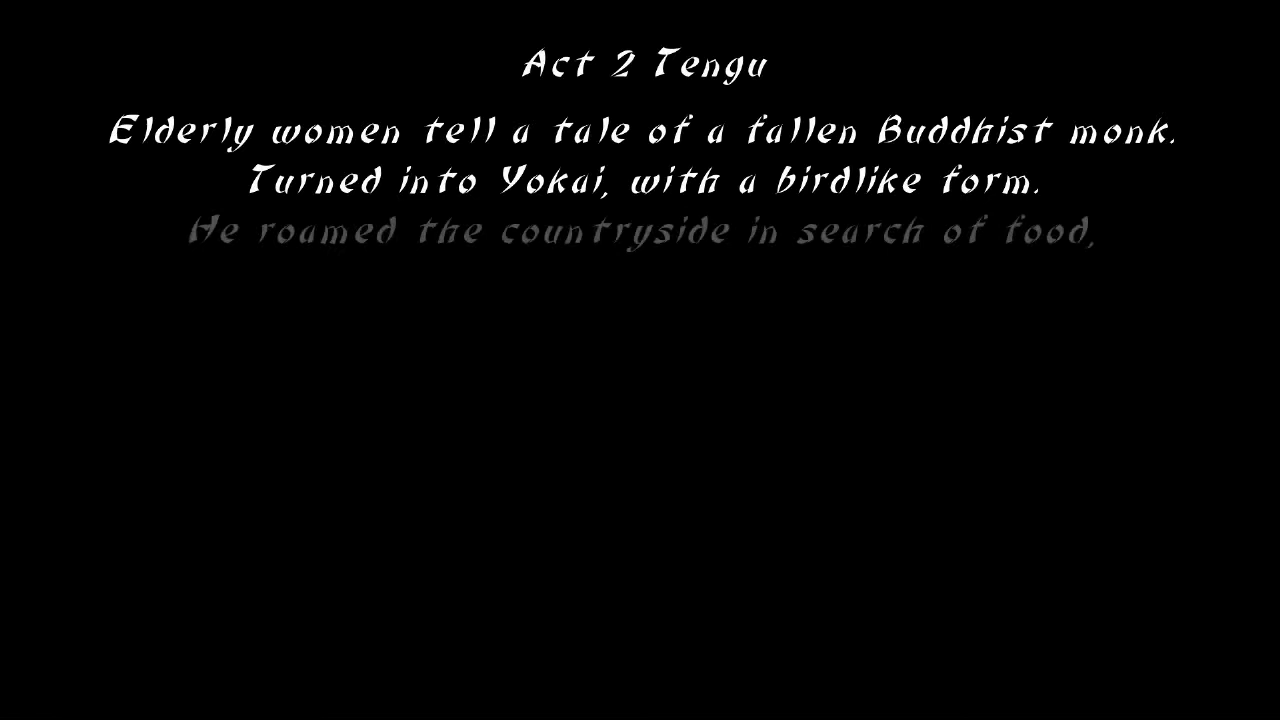 Act 2 Tengu
Elderly women tell a tale of a fallen Buddhist monk.
Turned into Yokai, with a birdlike form.
He roamed the countryside in search of food,